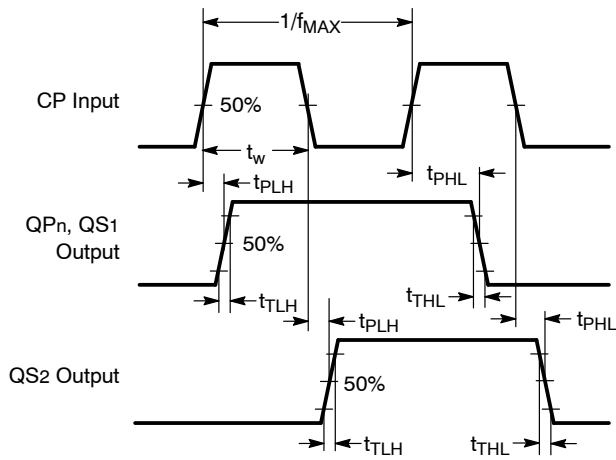 1/fMAX
CP Input
50%
tw
tPLH
tPHL
QPn, QS1
Output
50%
tTLH
tTHL
tPLH
tPHL
QS2 Output
50%
tTLH
tTHL